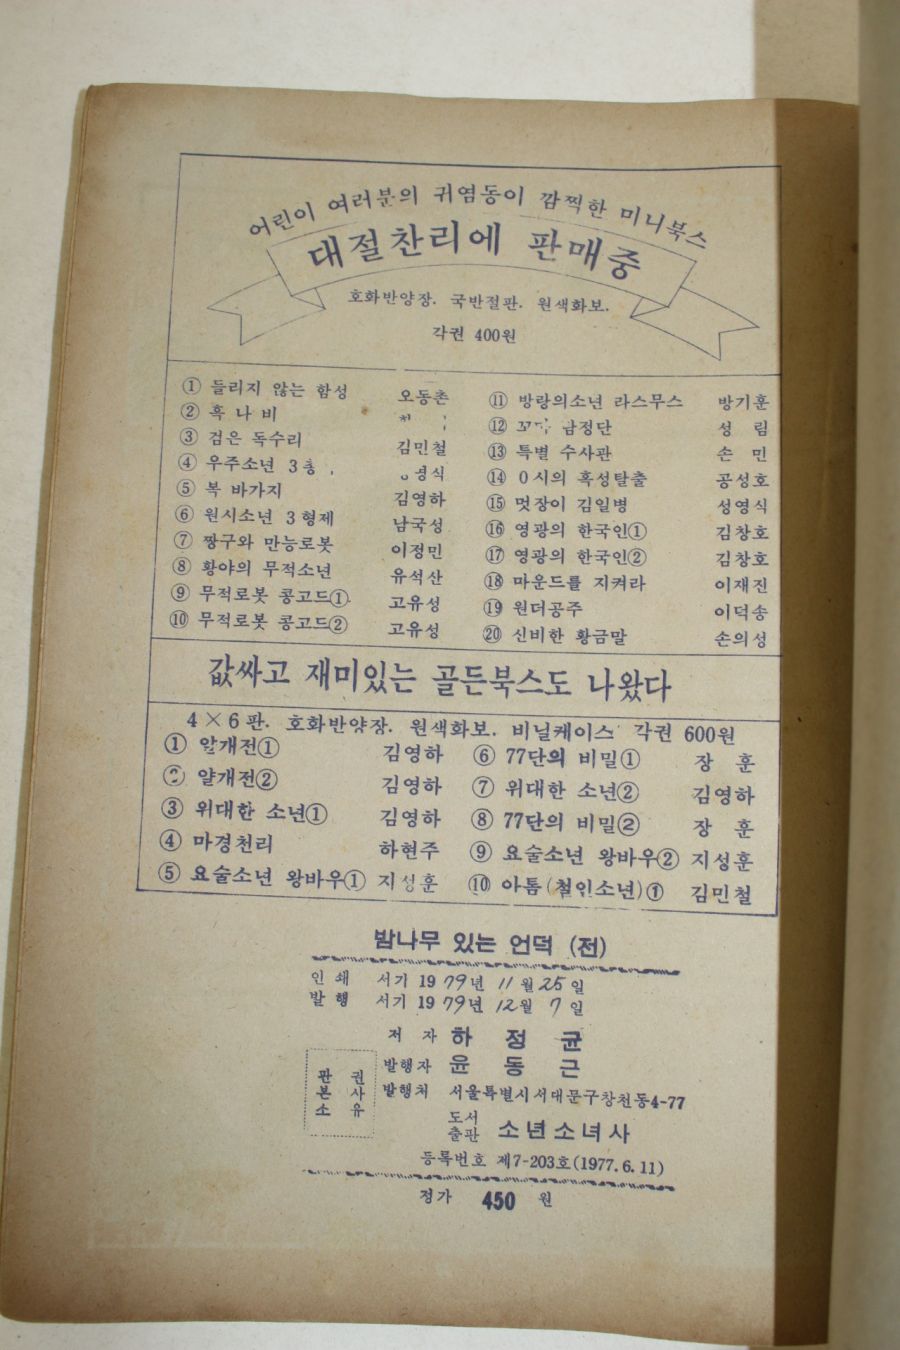 어린이 여러분의 귀염동이 깜찍한 미니북스
대절찬리에 판매중
호화반양장. 국반절판. 원색화보.
각권 400원
① 들리지 않는 함성 오동촌
② 흑 나 비
③ 검은 독수리 김민철
④ 우주소년 3총
⑤ 복 바가지 김영하
⑥ 원시소년 3형제 남국성
⑦ 짱구와 만능로봇 이정민
⑧ 황야의 무적소년 유석산
⑨ 무적로봇 콩고드① 고유성
⑩ 무적로봇 콩고드② 고유성
⑪ 방랑의소년 라스무스 방기훈
⑫ 남정단 성 림
⑬ 특별 수사관 손 민
⑭ 0시의 흑성탈출 공성호
⑮ 멋장이 김일병 성영식
⑯ 영광의 한국인① 김창호
⑰ 영광의 한국인② 김창호
⑱ 마운드를 지켜라 이재진
⑲ 원더공주 이덕송
⑳ 신비한 황금말 손의성
값싸고 재미있는 골든북스도 나왔다
4×6판. 호화반양장. 원색화보. 비닐케이스 각권 600원
① 얄개전① 김영하
② 얄개전② 김영하
③ 위대한 소년① 김영하
④ 마경천리 하현주
⑤ 요술소년 왕바우① 지성훈
⑥ 77단의 비밀① 장 훈
⑦ 위대한 소년② 김영하
⑧ 77단의 비밀② 장 훈
⑨ 요술소년 왕바우② 지성훈
⑩ 아톰(철인소년)① 김민철
밤나무 있는 언덕 (전)
인 쇄 서기 1979년 11월 25일
발 행 서기 1979년 12월 7일
저 자 하 정 균
발행자 윤 동 근
판 권
본 사
소 유
발행처 서울특별시서대문구창천동4-77
도서
출판 소년소녀사
등록번호 제7-203호(1977.6.11)
정가 450 원